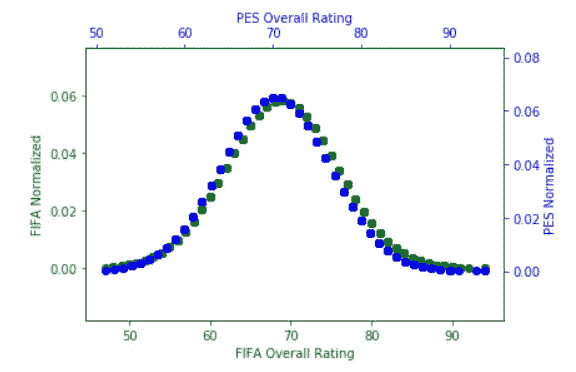 PES Overall Rating
50 60 70 80 90
0.08
0.06 0.06
FIFA Normalized
PES Normalized
0.04 0.04
0.02 0.02
0.00 0.00
50 60 70 80 90
FIFA Overall Rating